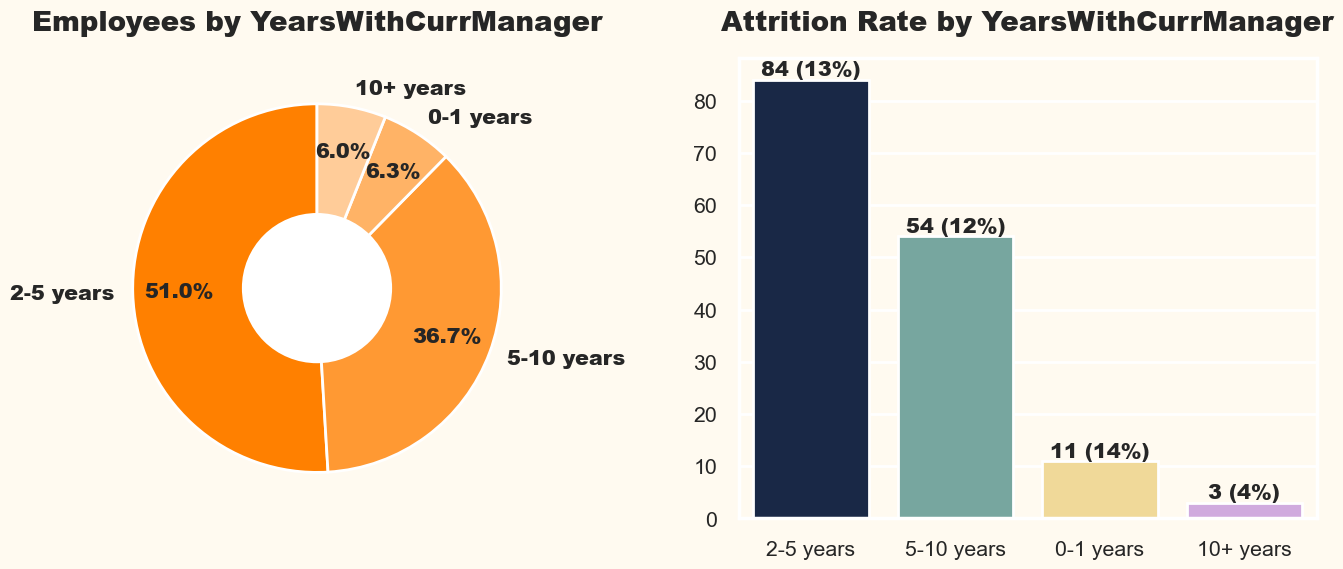 Employees by YearsWithCurrManager
10+ years
0-1 years
6.0%
6.3%
2-5 years
51.0%
36.7%
5-10 years
Attrition Rate by YearsWithCurrManager
84 (13%)
54 (12%)
11 (14%)
3 (4%)
80
70
60
50
40
30
20
10
0
2-5 years
5-10 years
0-1 years
10+ years